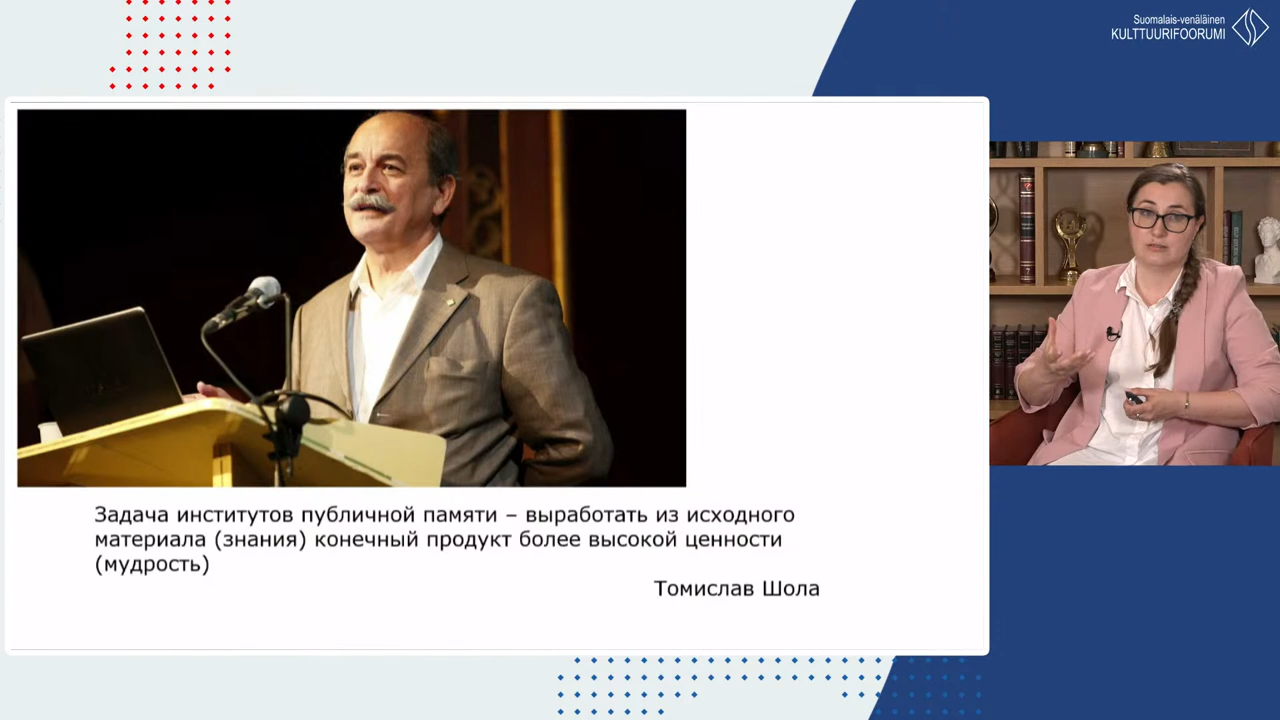 Suomalais-venäläinen
KULTTUURIFOORUMI
Задача институтов публичной памяти – выработать из исходного
материала (знания) конечный продукт более высокой ценности
(мудрость)
Томислав Шола